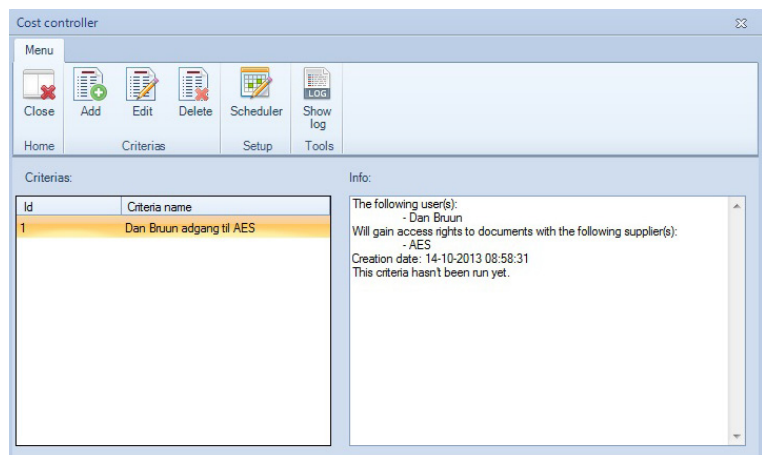 Cost controller
Menu
Close
Add
Edit
Delete
Scheduler
Show log
LOG
Home
Criterias
Setup
Tools
Criterias:
Info:
Id
Criteria name
1
Dan Bruun adgang til AES
The following user(s):
- Dan Bruun
Will gain access rights to documents with the following supplier(s):
- AES
Creation date: 14-10-2013 08:58:31
This criteria hasn't been run yet.